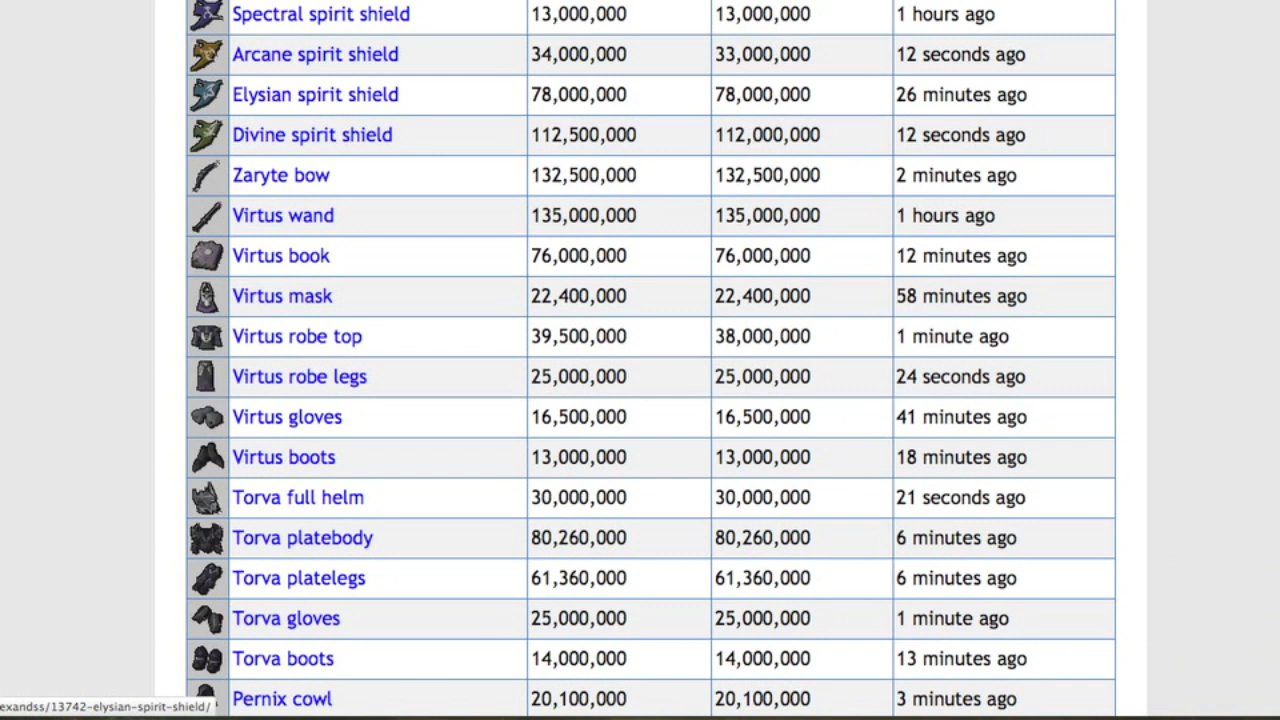 Spectral spirit shield 13,000,000 13,000,000 1 hours ago
Arcane spirit shield 34,000,000 33,000,000 12 seconds ago
Elysian spirit shield 78,000,000 78,000,000 26 minutes ago
Divine spirit shield 112,500,000 112,000,000 12 seconds ago
Zaryte bow 132,500,000 132,500,000 2 minutes ago
Virtus wand 135,000,000 135,000,000 1 hours ago
Virtus book 76,000,000 76,000,000 12 minutes ago
Virtus mask 22,400,000 22,400,000 58 minutes ago
Virtus robe top 39,500,000 38,000,000 1 minute ago
Virtus robe legs 25,000,000 25,000,000 24 seconds ago
Virtus gloves 16,500,000 16,500,000 41 minutes ago
Virtus boots 13,000,000 13,000,000 18 minutes ago
Torva full helm 30,000,000 30,000,000 21 seconds ago
Torva platebody 80,260,000 80,260,000 6 minutes ago
Torva platelegs 61,360,000 61,360,000 6 minutes ago
Torva gloves 25,000,000 25,000,000 1 minute ago
Torva boots 14,000,000 14,000,000 13 minutes ago
Pernix cowl 20,100,000 20,100,000 3 minutes ago
exandss/13742-elysian-spirit-shield/